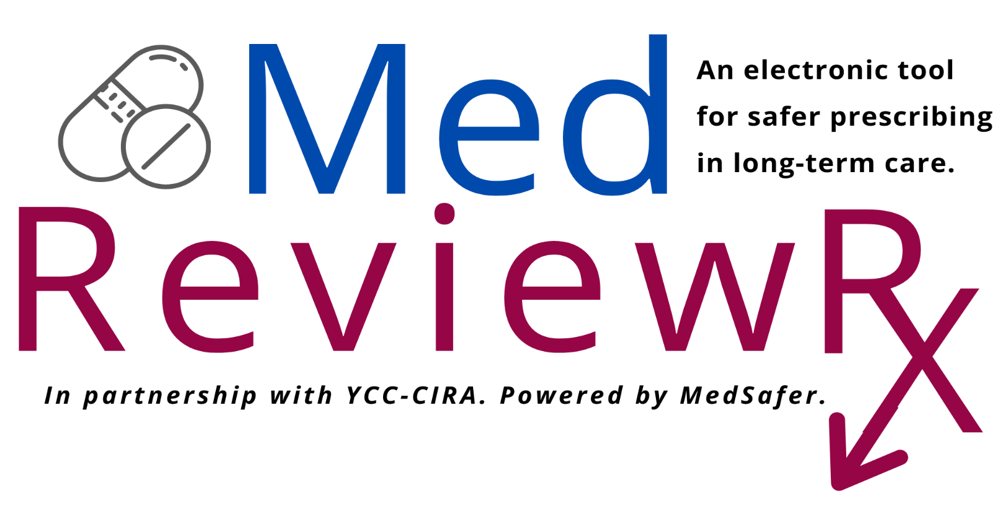 Med
An electronic tool
for safer prescribing
in long-term care.
ReviewRx
In partnership with YCC-CIRA. Powered by MedSafer.